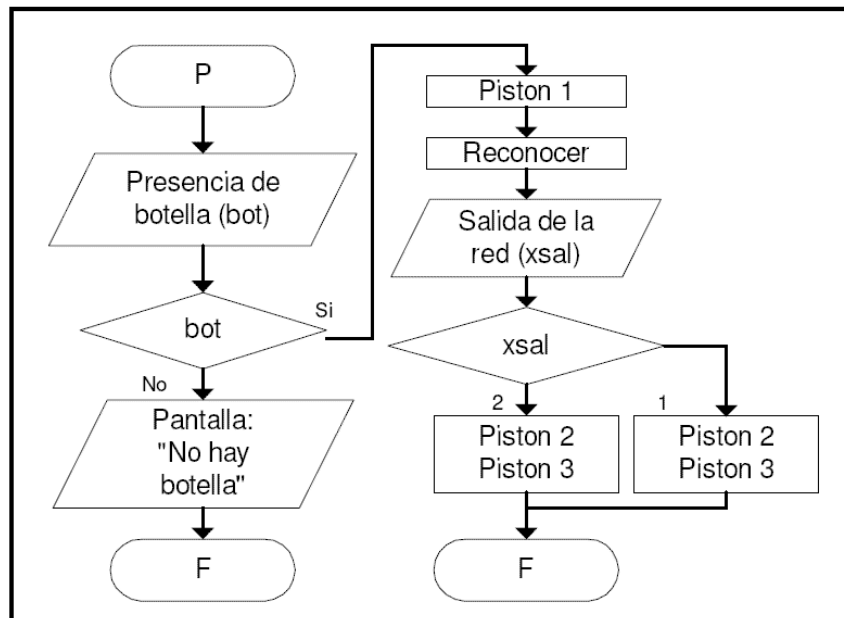 P
Presencia de
botella (bot)
bot
Si
No
Pantalla:
"No hay
botella"
F
Piston 1
Reconocer
Salida de la
red (xsal)
xsal
2
1
Piston 2
Piston 3
Piston 2
Piston 3
F